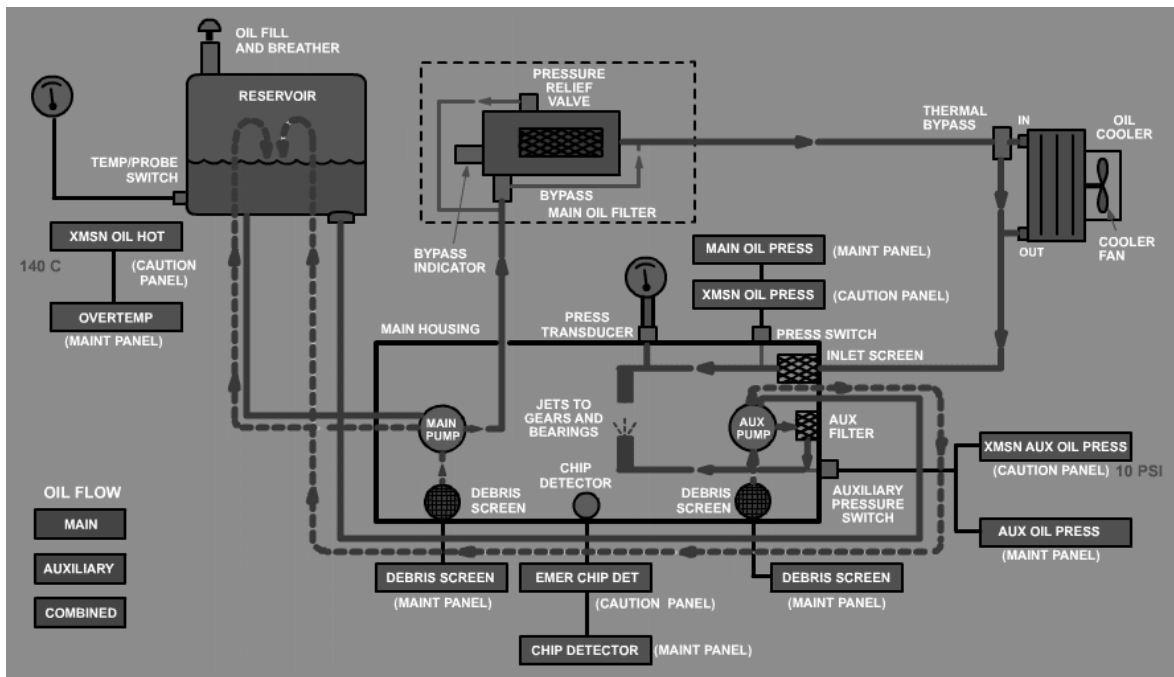 OIL FILL
AND BREATHER
RESERVOIR
TEMP/PROBE
SWITCH
XMSN OIL HOT
140 C
(CAUTION
PANEL)
OVERTEMP
(MAINT PANEL)
PRESSURE
RELIEF
VALVE
BYPASS
MAIN OIL FILTER
BYPASS
INDICATOR
THERMAL
BYPASS
IN
OIL
COOLER
OUT
COOLER
FAN
MAIN OIL PRESS
(MAINT PANEL)
XMSN OIL PRESS
(CAUTION PANEL)
PRESS
TRANSDUCER
PRESS SWITCH
MAIN HOUSING
INLET SCREEN
JETS TO
GEARS AND
BEARINGS
MAIN
PUMP
AUX
PUMP
AUX
FILTER
CHIP
DETECTOR
DEBRIS
SCREEN
DEBRIS
SCREEN
AUXILIARY
PRESSURE
SWITCH
XMSN AUX OIL PRESS
(CAUTION PANEL) 10 PSI
AUX OIL PRESS
(MAINT PANEL)
OIL FLOW
MAIN
AUXILIARY
COMBINED
DEBRIS SCREEN
(MAINT PANEL)
EMER CHIP DET
(CAUTION PANEL)
CHIP DETECTOR
(MAINT PANEL)
DEBRIS SCREEN
(MAINT PANEL)